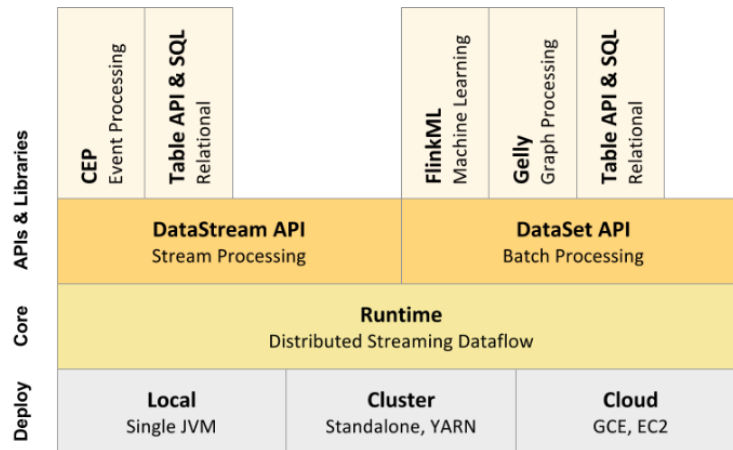 CEP
Event Processing
Table API & SQL
Relational
FlinkML
Machine Learning
Gelly
Graph Processing
Table API & SQL
Relational
APIs & Libraries
DataStream API
Stream Processing
DataSet API
Batch Processing
Core
Runtime
Distributed Streaming Dataflow
Deploy
Local
Single JVM
Cluster
Standalone, YARN
Cloud
GCE, EC2